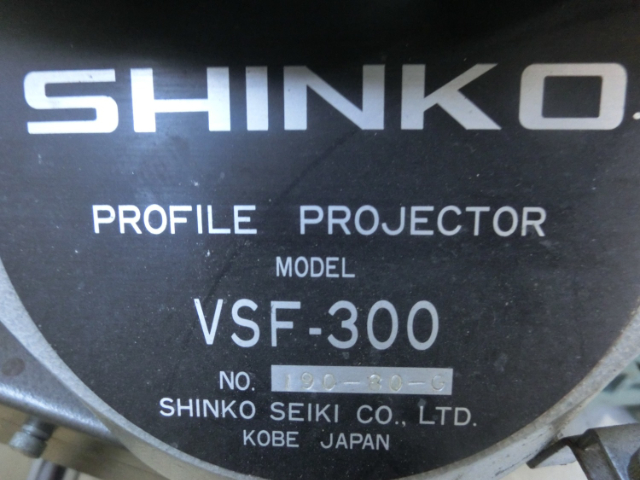 SHINKO
PROFILE PROJECTOR
MODEL
VSF-300
NO.
SHINKO SEIKI CO., LTD.
KOBE JAPAN